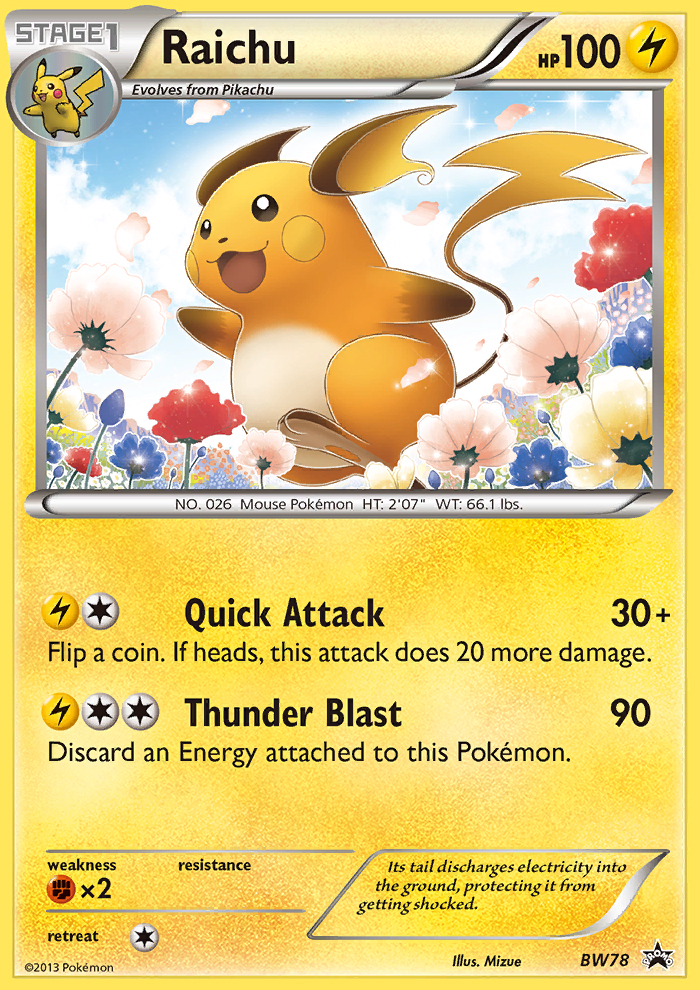 STAGE1
Raichu
HP100
Evolves from Pikachu
NO. 026 Mouse Pokémon HT: 2'07" WT: 66.1 lbs.
Quick Attack 30+
Flip a coin. If heads, this attack does 20 more damage.
Thunder Blast 90
Discard an Energy attached to this Pokémon.
weakness resistance
×2
retreat
Its tail discharges electricity into
the ground, protecting it from
getting shocked.
©2013 Pokémon
Illus. Mizue
BW78
PROMO